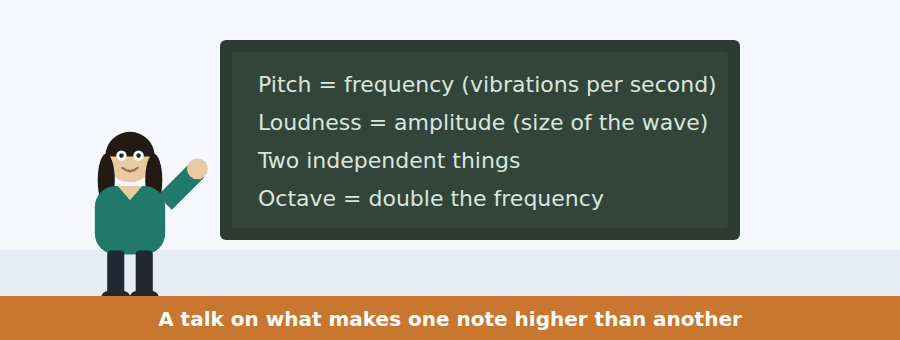 Pitch = frequency (vibrations per second)
Loudness = amplitude (size of the wave)
Two independent things
Octave = double the frequency
A talk on what makes one note higher than another